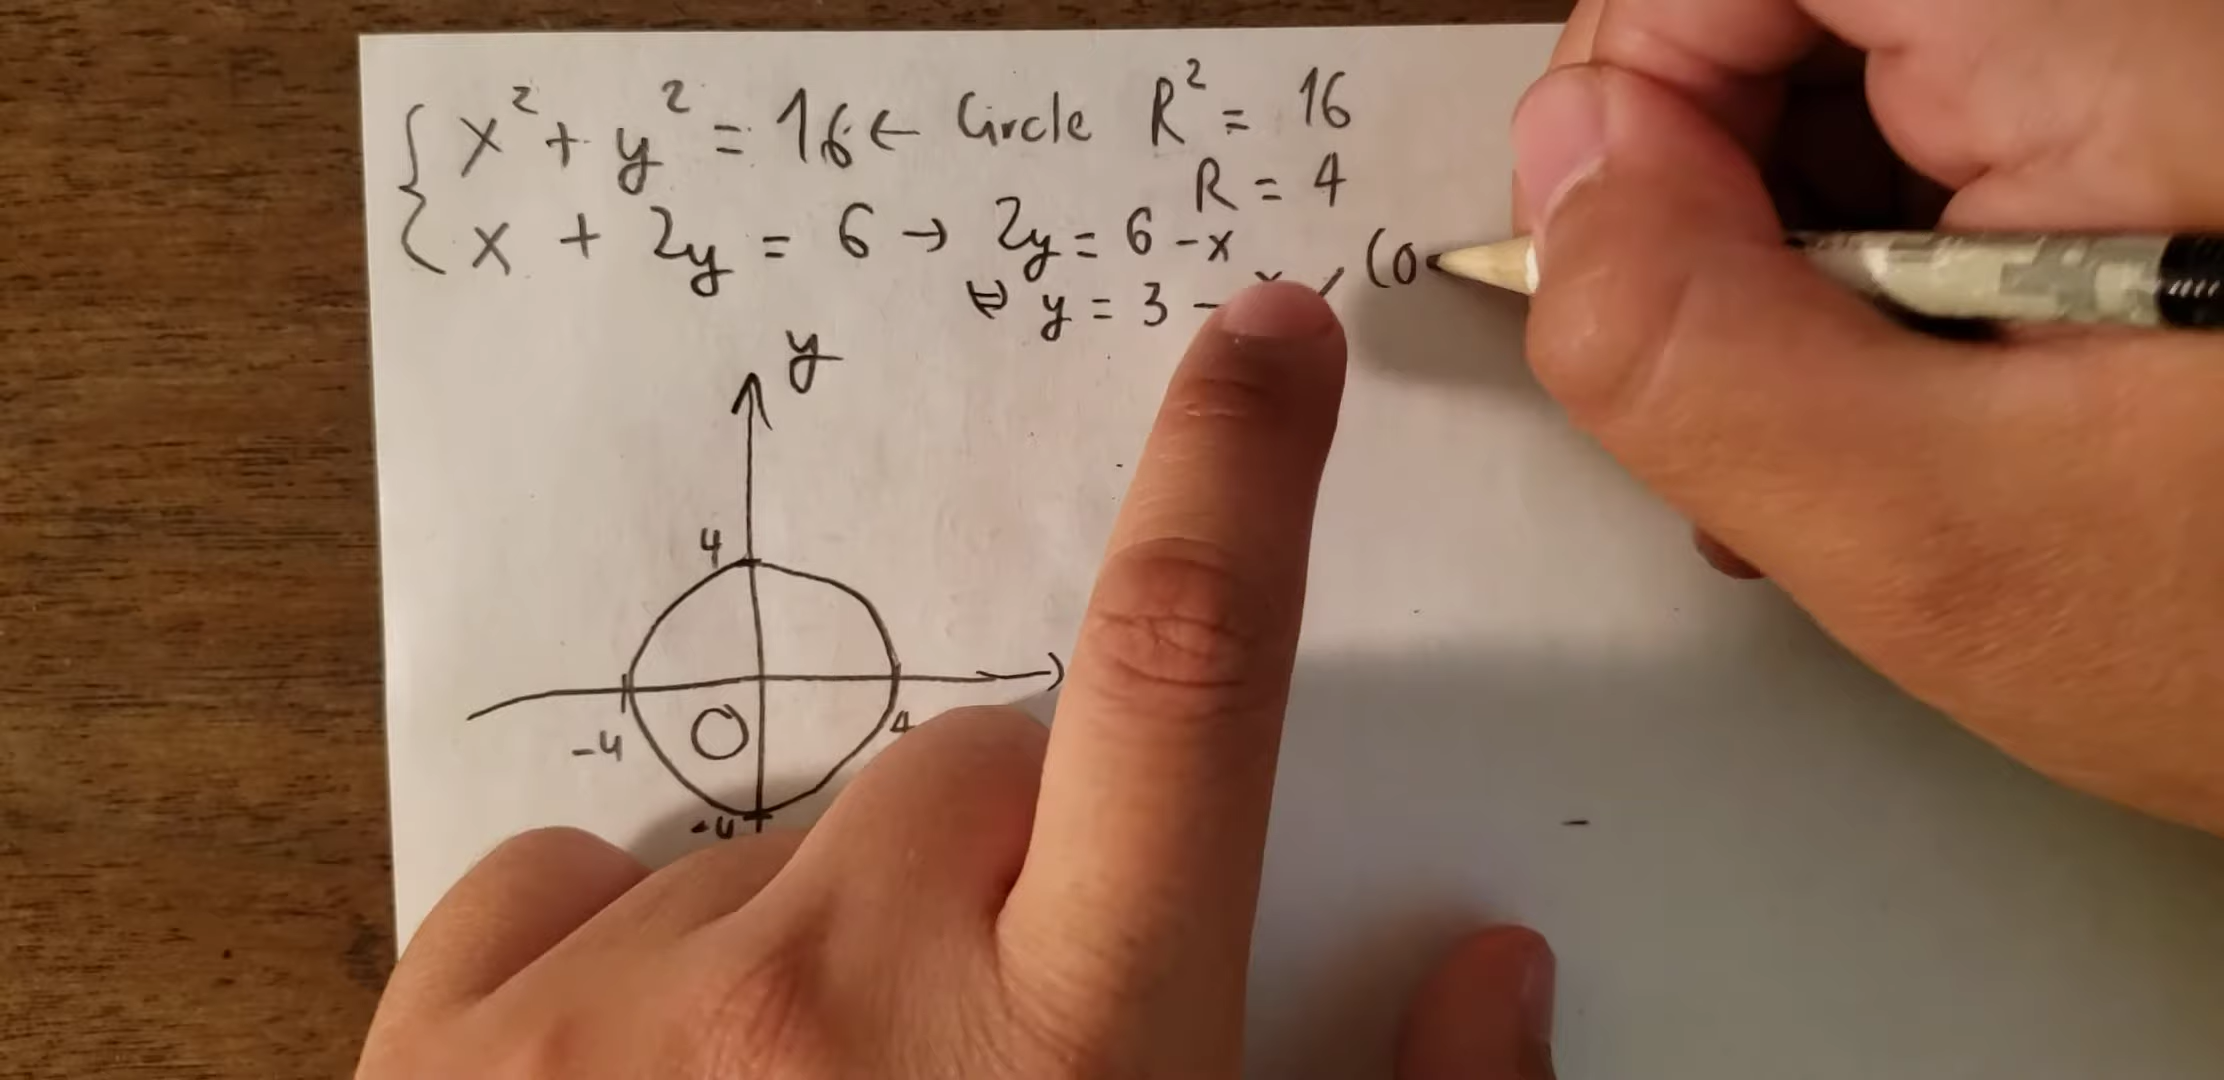 x² + y² = 16 ← Circle R² = 16
R = 4
x + 2y = 6 → 2y = 6 - x
⇔ y = 3 - (0
y
4
-4 O 4
-4